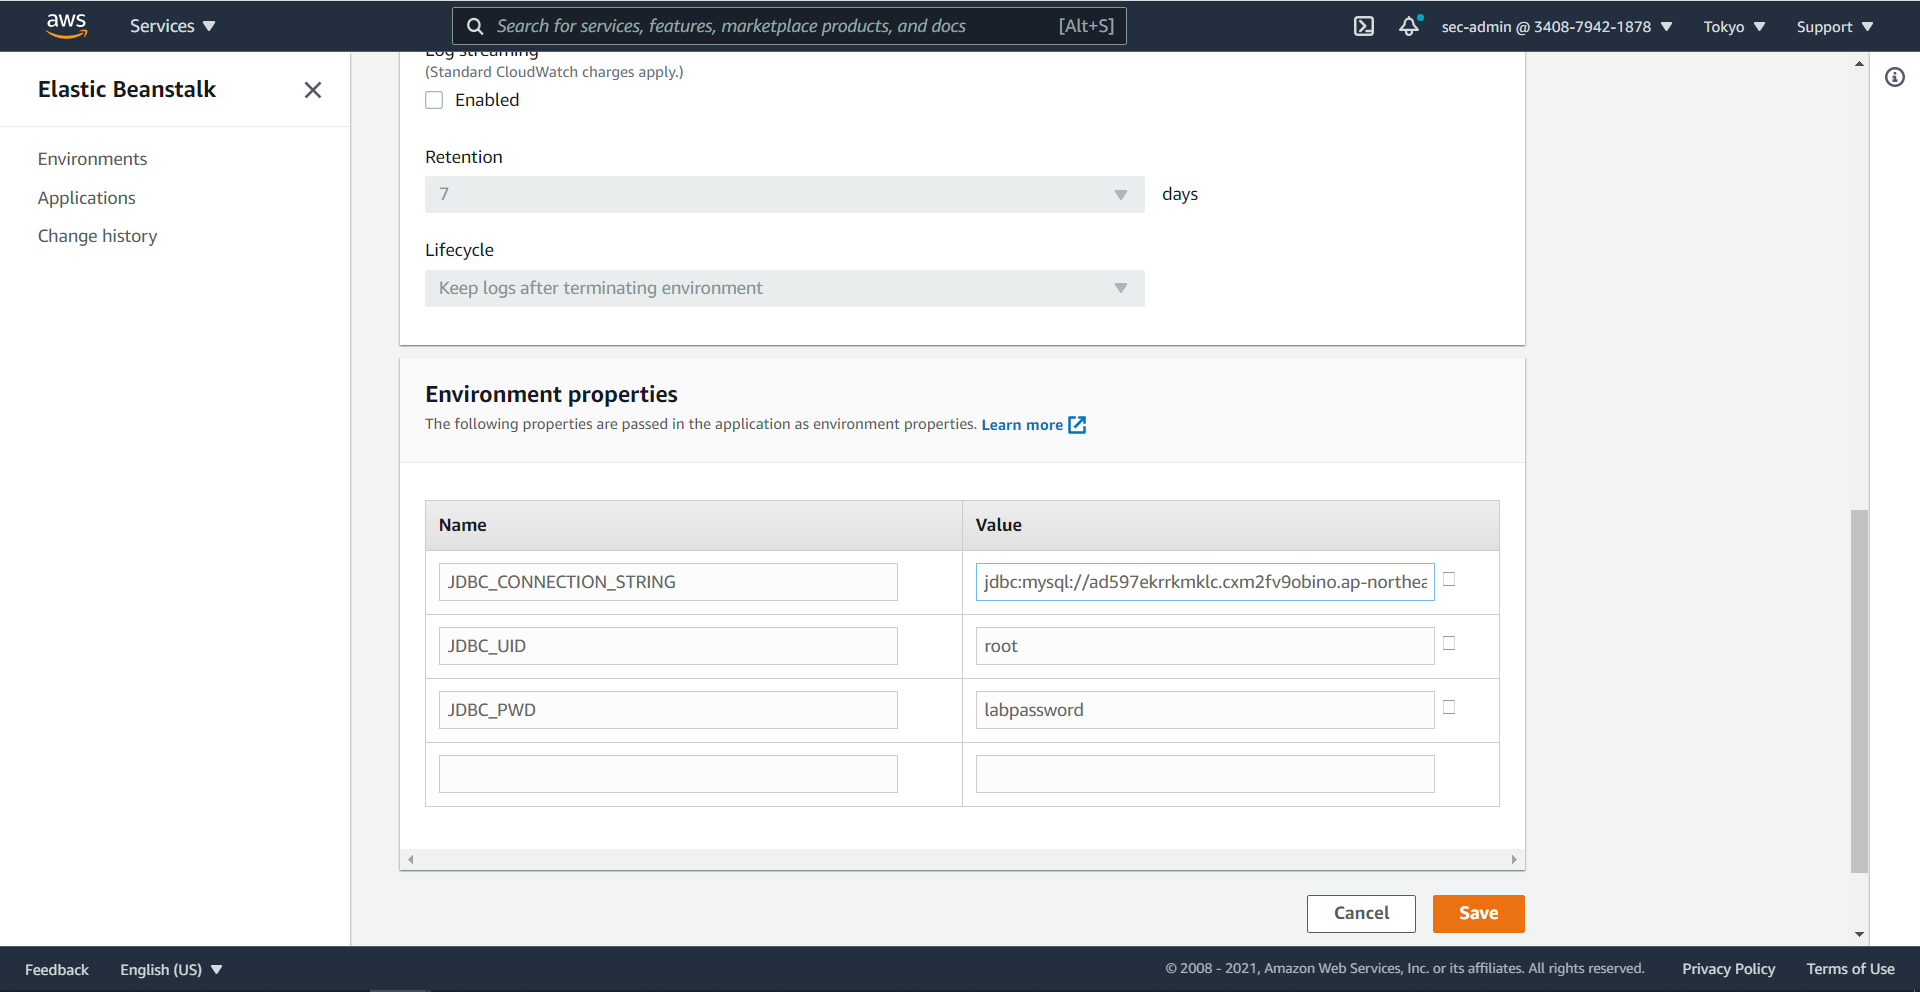 aws
Services
Search for services, features, marketplace products, and docs
[Alt+S]
sec-admin @ 3408-7942-1878
Tokyo
Support
Elastic Beanstalk
Environments
Applications
Change history
Log streaming
(Standard CloudWatch charges apply.)
Enabled
Retention
7
days
Lifecycle
Keep logs after terminating environment
Environment properties
The following properties are passed in the application as environment properties. Learn more
Name
Value
JDBC_CONNECTION_STRING
jdbc:mysql://ad597ekrrkmklc.cxm2fv9obino.ap-northea
JDBC_UID
root
JDBC_PWD
labpassword
Cancel
Save
Feedback
English (US)
© 2008 - 2021, Amazon Web Services, Inc. or its affiliates. All rights reserved.
Privacy Policy
Terms of Use